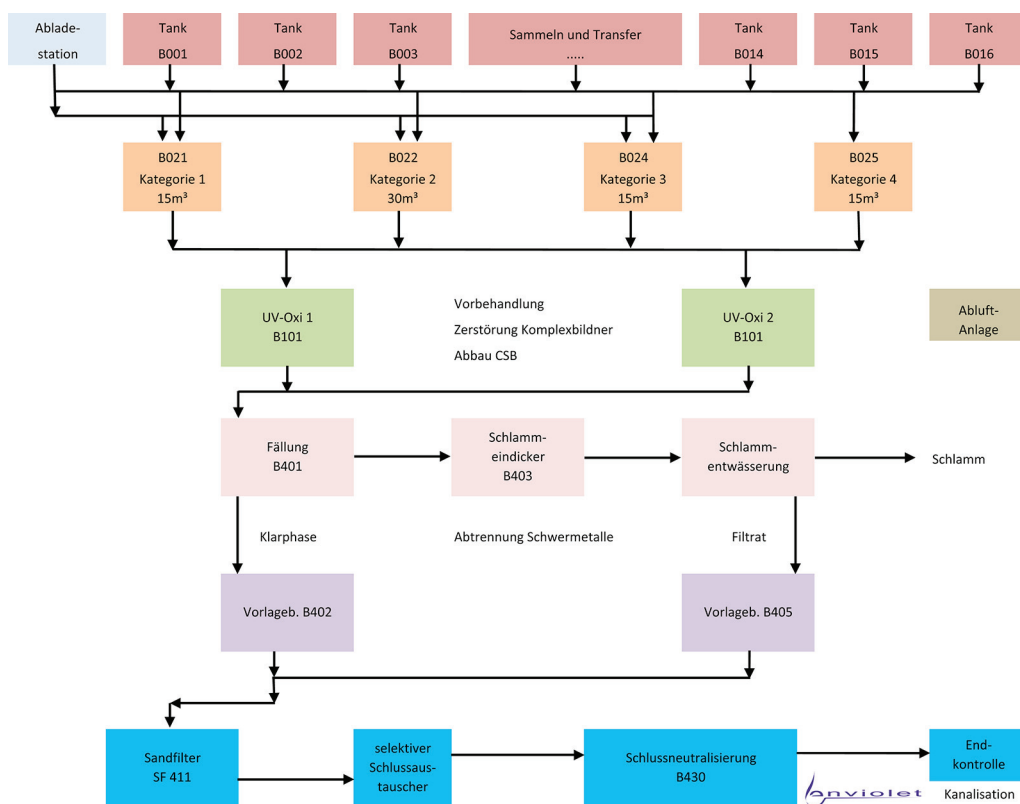 Ablade-
station
Tank
B001
Tank
B002
Tank
B003
Sammeln und Transfer
.....
Tank
B014
Tank
B015
Tank
B016
B021
Kategorie 1
15m³
B022
Kategorie 2
30m³
B024
Kategorie 3
15m³
B025
Kategorie 4
15m³
UV-Oxi 1
B101
Vorbehandlung
Zerstörung Komplexbildner
Abbau CSB
UV-Oxi 2
B101
Abluft-
Anlage
Fällung
B401
Schlamm-
eindicker
B403
Schlamm-
entwässerung
Schlamm
Klarphase
Abtrennung Schwermetalle
Filtrat
Vorlageb. B402
Vorlageb. B405
Sandfilter
SF 411
selektiver
Schlussaus-
tauscher
Schlussneutralisierung
B430
End-
kontrolle
enviolet
Kanalisation